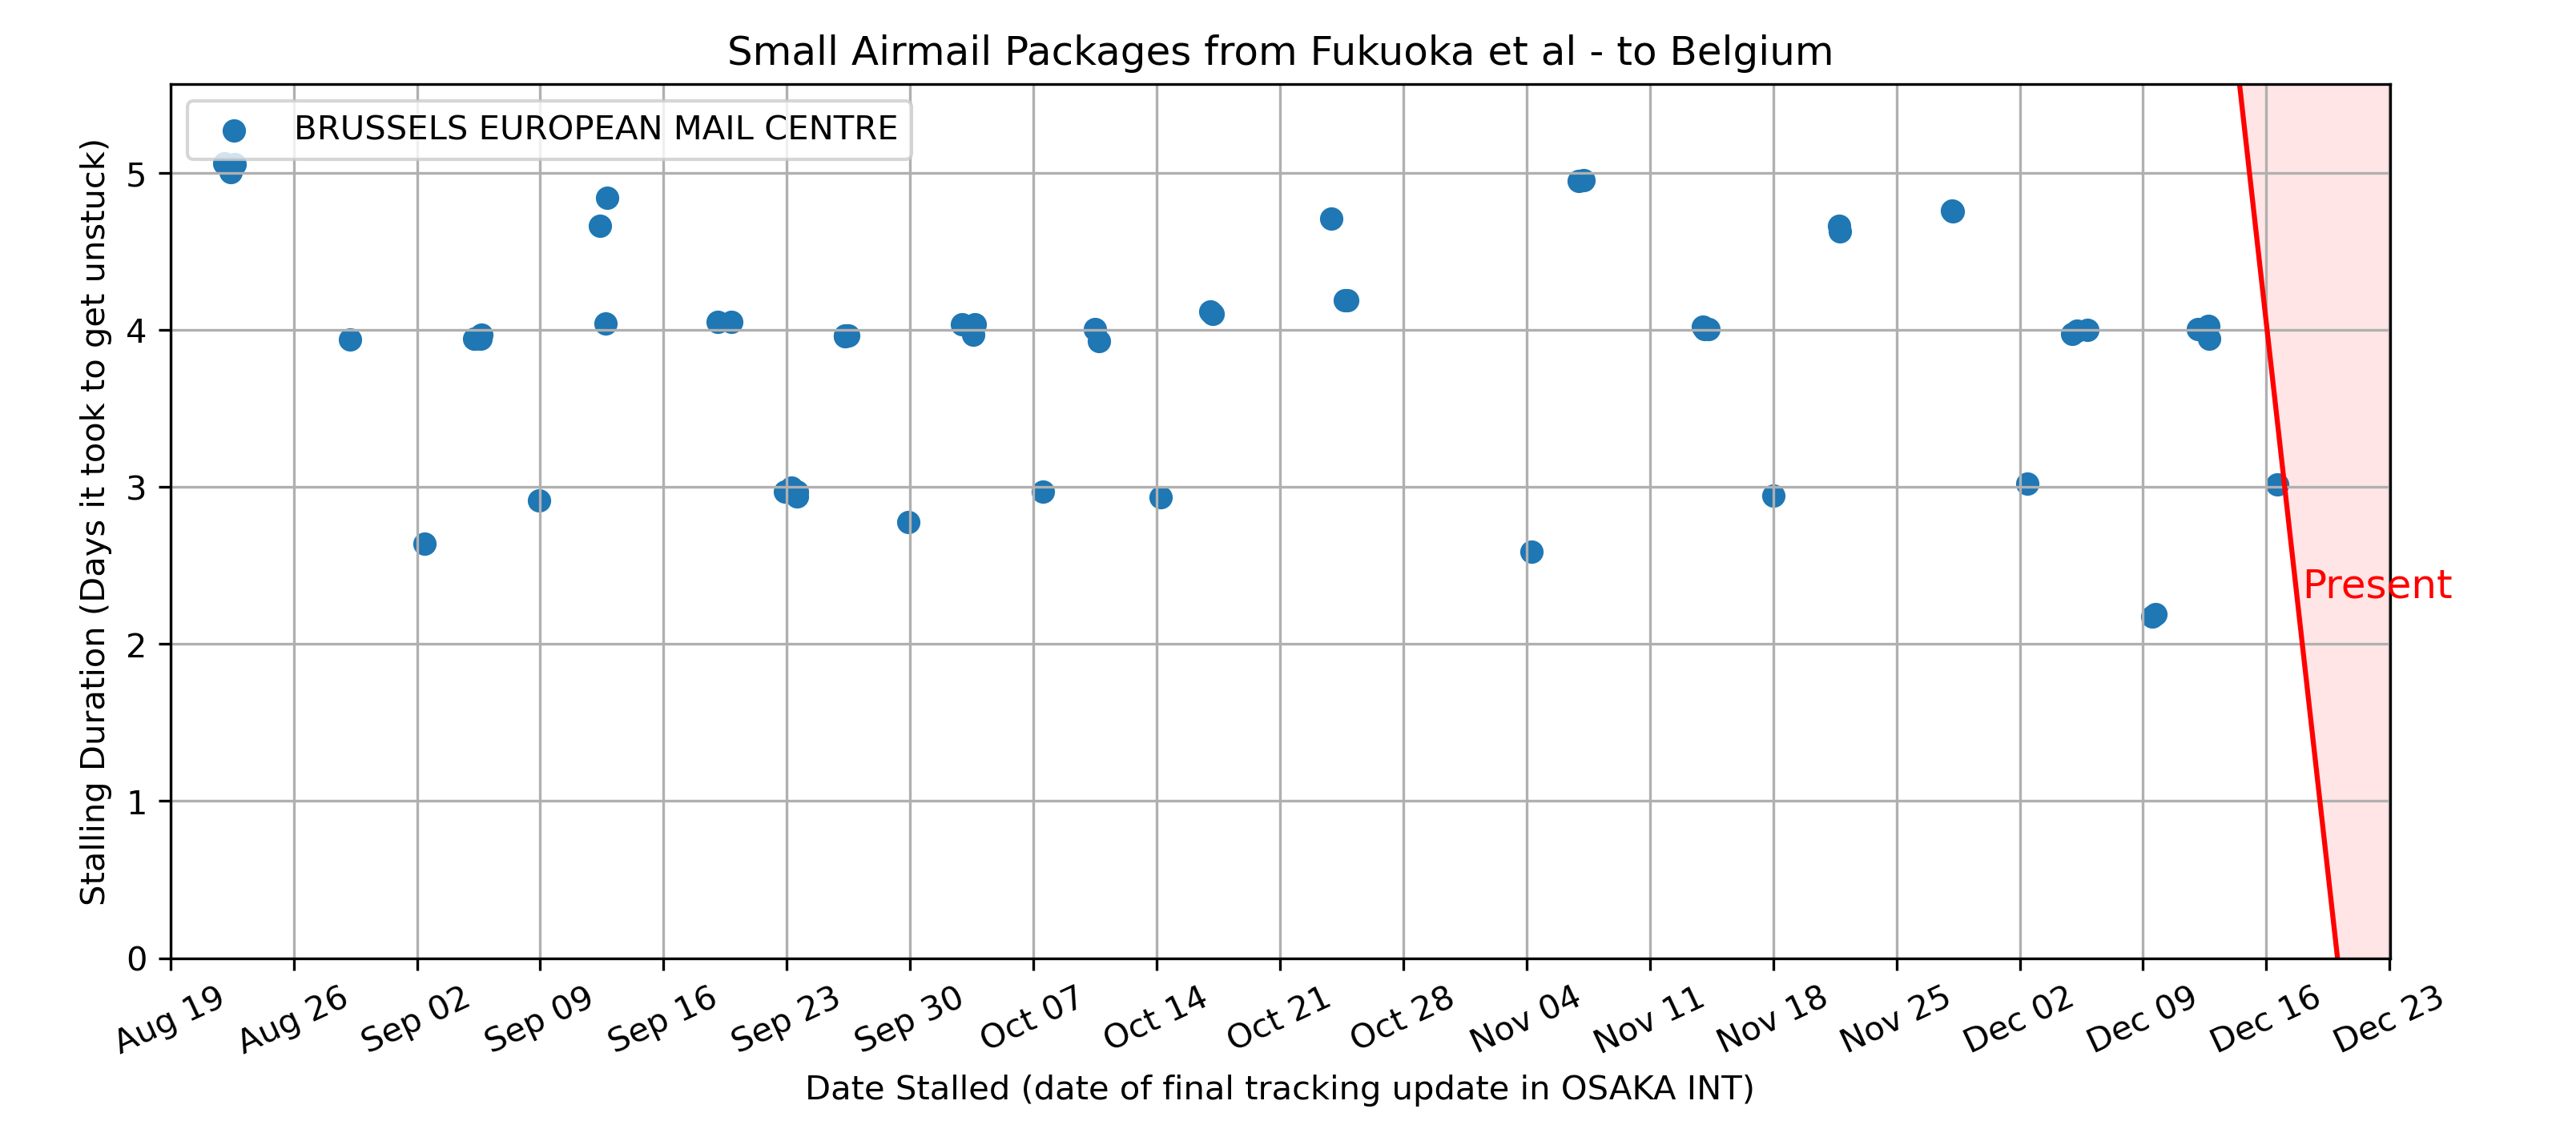 Small Airmail Packages from Fukuoka et al - to Belgium
BRUSSELS EUROPEAN MAIL CENTRE
Stalling Duration (Days it took to get unstuck)
5
4
3
2
1
0
Present
Aug 19
Aug 26
Sep 02
Sep 09
Sep 16
Sep 23
Sep 30
Oct 07
Oct 14
Oct 21
Oct 28
Nov 04
Nov 11
Nov 18
Nov 25
Dec 02
Dec 09
Dec 16
Dec 23
Date Stalled (date of final tracking update in OSAKA INT)